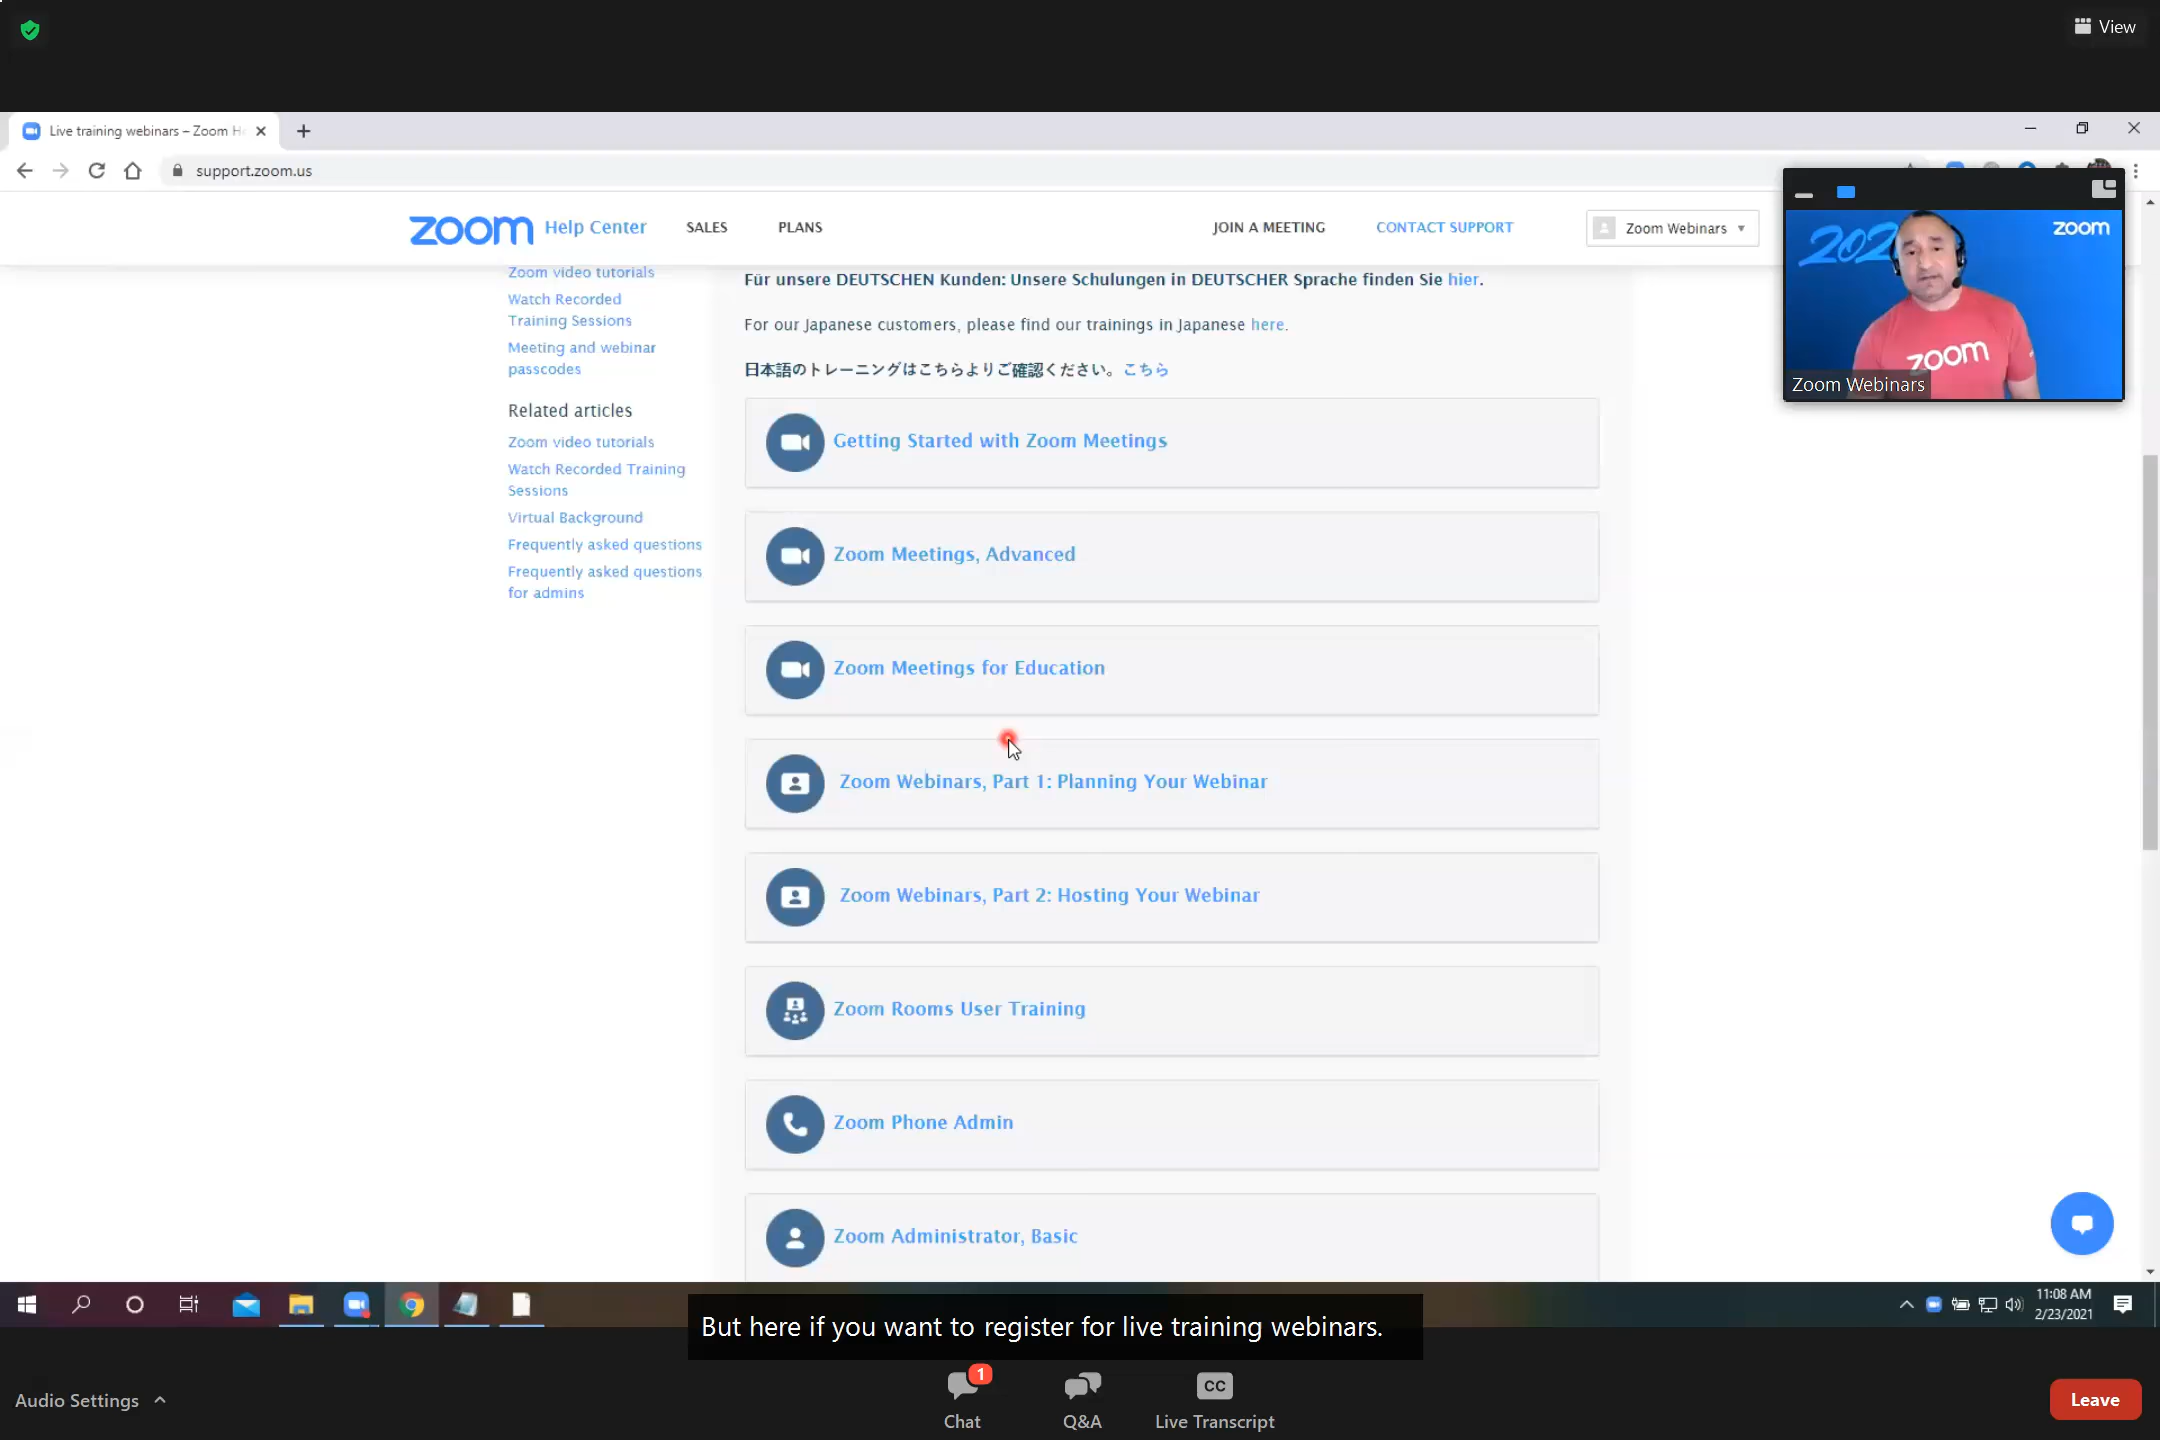 View
Live training webinars – Zoom He
support.zoom.us
zoom Help Center SALES PLANS JOIN A MEETING CONTACT SUPPORT Zoom Webinars
Zoom video tutorials
Watch Recorded
Training Sessions
Meeting and webinar
passcodes
Related articles
Zoom video tutorials
Watch Recorded Training
Sessions
Virtual Background
Frequently asked questions
Frequently asked questions
for admins
Für unsere DEUTSCHEN Kunden: Unsere Schulungen in DEUTSCHER Sprache finden Sie hier.
For our Japanese customers, please find our trainings in Japanese here.
日本語のトレーニングはこちらよりご確認ください。こちら
Getting Started with Zoom Meetings
Zoom Meetings, Advanced
Zoom Meetings for Education
Zoom Webinars, Part 1: Planning Your Webinar
Zoom Webinars, Part 2: Hosting Your Webinar
Zoom Rooms User Training
Zoom Phone Admin
Zoom Administrator, Basic
202
zoom
zoom
Zoom Webinars
11:08 AM
2/23/2021
But here if you want to register for live training webinars.
Audio Settings
1
Chat
Q&A
CC
Live Transcript
Leave